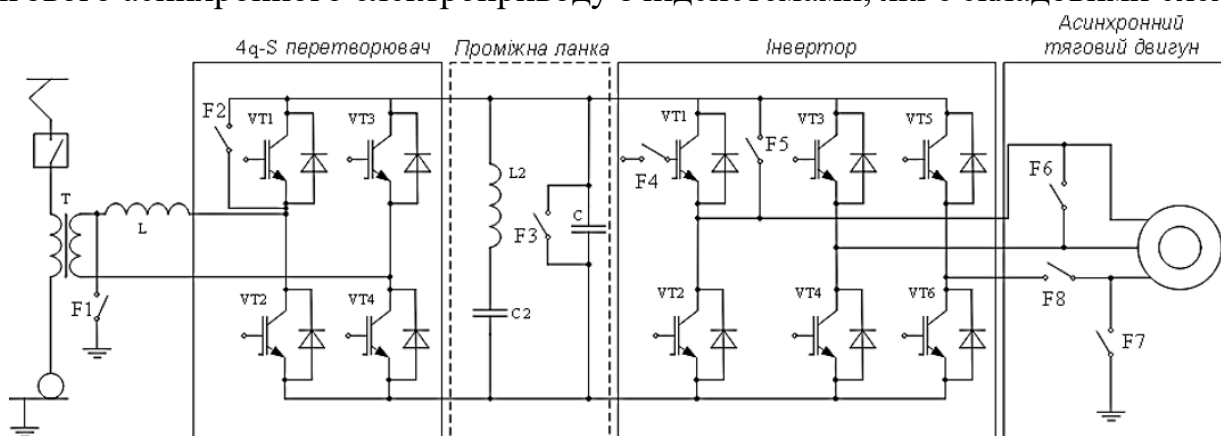 Асинхронний
4q-S перетворювач Проміжна ланка Інвертор тяговий двигун
F2 VT1 VT3 VT1 VT3 VT5
F5
L2 F4 F6
T
L F3 C
VT2 VT4 VT2 VT4 VT6
F1 C2 F8
F7